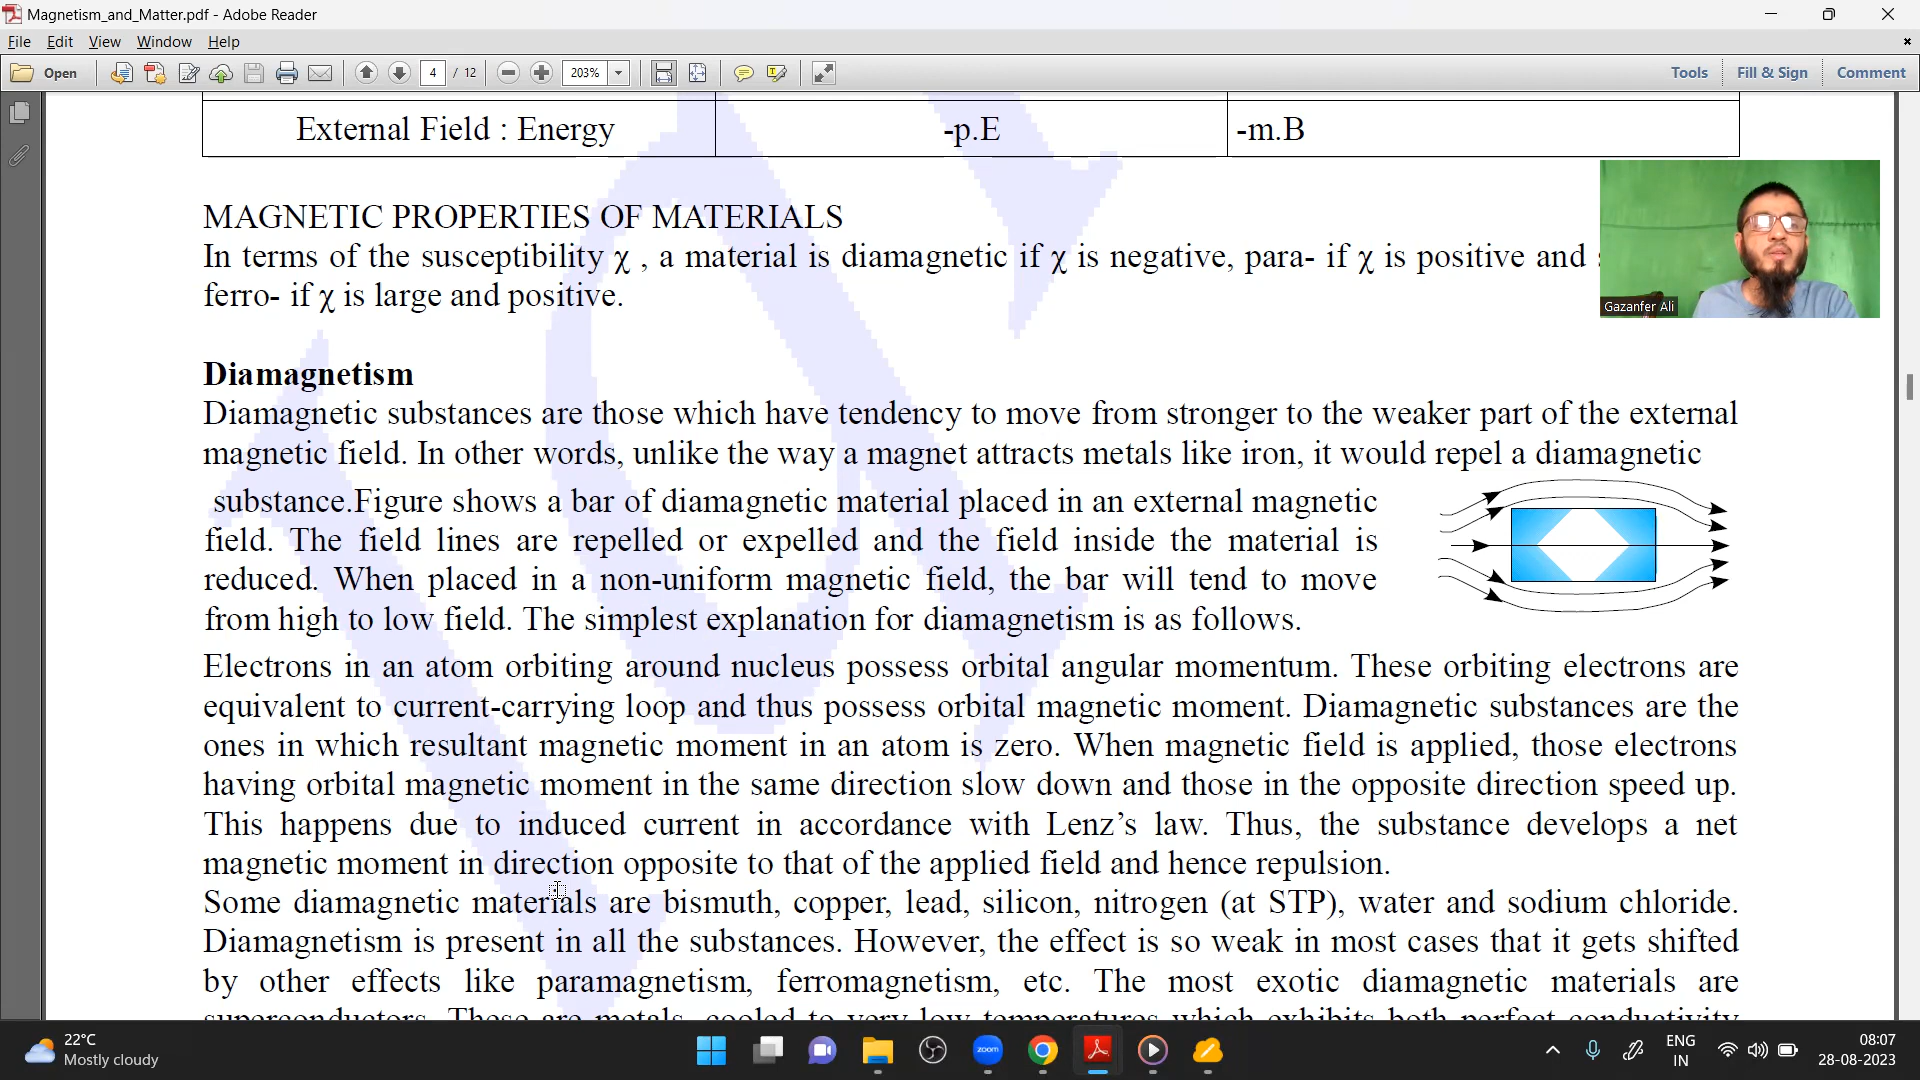 Magnetism_and_Matter.pdf - Adobe Reader
File Edit View Window Help
Open 4 / 12 203% Tools Fill & Sign Comment
External Field : Energy -p.E -m.B
MAGNETIC PROPERTIES OF MATERIALS
In terms of the susceptibility χ , a material is diamagnetic if χ is negative, para- if χ is positive and
ferro- if χ is large and positive.
Gazanfer Ali
Diamagnetism
Diamagnetic substances are those which have tendency to move from stronger to the weaker part of the external
magnetic field. In other words, unlike the way a magnet attracts metals like iron, it would repel a diamagnetic
substance.Figure shows a bar of diamagnetic material placed in an external magnetic
field. The field lines are repelled or expelled and the field inside the material is
reduced. When placed in a non-uniform magnetic field, the bar will tend to move
from high to low field. The simplest explanation for diamagnetism is as follows.
Electrons in an atom orbiting around nucleus possess orbital angular momentum. These orbiting electrons are
equivalent to current-carrying loop and thus possess orbital magnetic moment. Diamagnetic substances are the
ones in which resultant magnetic moment in an atom is zero. When magnetic field is applied, those electrons
having orbital magnetic moment in the same direction slow down and those in the opposite direction speed up.
This happens due to induced current in accordance with Lenz’s law. Thus, the substance develops a net
magnetic moment in direction opposite to that of the applied field and hence repulsion.
Some diamagnetic materials are bismuth, copper, lead, silicon, nitrogen (at STP), water and sodium chloride.
Diamagnetism is present in all the substances. However, the effect is so weak in most cases that it gets shifted
by other effects like paramagnetism, ferromagnetism, etc. The most exotic diamagnetic materials are
superconductors. These are metals, cooled to very low temperatures which exhibits both perfect conductivity
22°C
Mostly cloudy
zoom
ENG
IN
08:07
28-08-2023